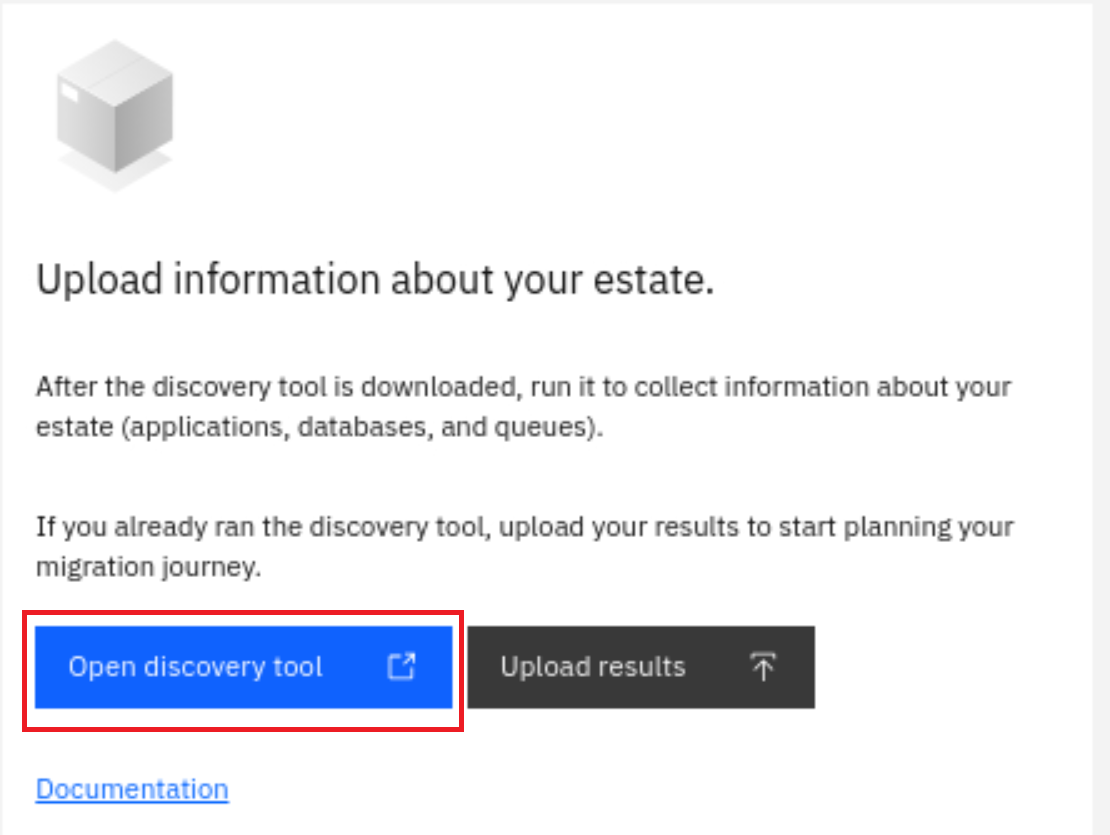 Upload information about your estate.
After the discovery tool is downloaded, run it to collect information about your
estate (applications, databases, and queues).
If you already ran the discovery tool, upload your results to start planning your
migration journey.
Open discovery tool
Upload results
Documentation